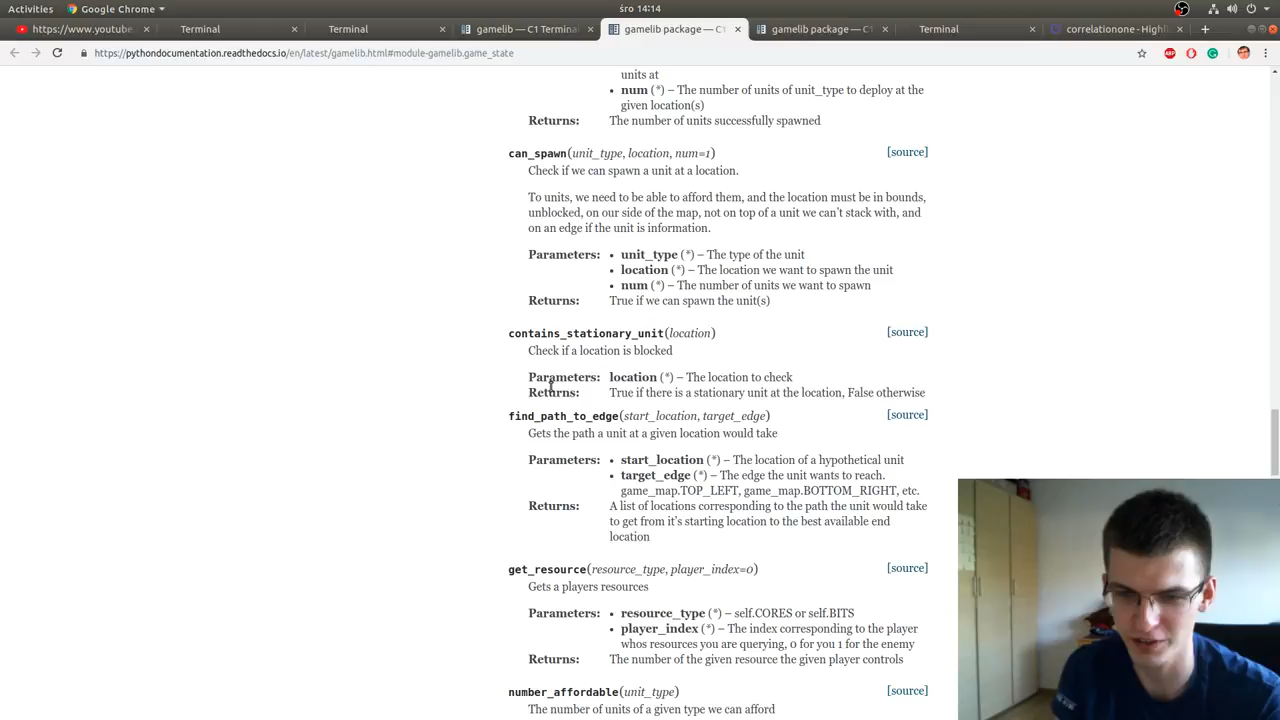 Activities
Google Chrome
śro 14:14
https://www.youtube.
Terminal
Terminal
gamelib — C1 Terminal
gamelib package — C1
gamelib package — C1
Terminal
correlationone - Highli
https://pythondocumentation.readthedocs.io/en/latest/gamelib.html#module-gamelib.game_state
units at
• num (*) – The number of units of unit_type to deploy at the
given location(s)
Returns: The number of units successfully spawned
can_spawn(unit_type, location, num=1) [source]
Check if we can spawn a unit at a location.
To units, we need to be able to afford them, and the location must be in bounds,
unblocked, on our side of the map, not on top of a unit we can't stack with, and
on an edge if the unit is information.
Parameters: • unit_type (*) – The type of the unit
• location (*) – The location we want to spawn the unit
• num (*) – The number of units we want to spawn
Returns: True if we can spawn the unit(s)
contains_stationary_unit(location) [source]
Check if a location is blocked
Parameters: location (*) – The location to check
Returns: True if there is a stationary unit at the location, False otherwise
find_path_to_edge(start_location, target_edge) [source]
Gets the path a unit at a given location would take
Parameters: • start_location (*) – The location of a hypothetical unit
• target_edge (*) – The edge the unit wants to reach.
game_map.TOP_LEFT, game_map.BOTTOM_RIGHT, etc.
Returns: A list of locations corresponding to the path the unit would take
to get from it's starting location to the best available end
location
get_resource(resource_type, player_index=0) [source]
Gets a players resources
Parameters: • resource_type (*) – self.CORES or self.BITS
• player_index (*) – The index corresponding to the player
whos resources you are querying, 0 for you 1 for the enemy
Returns: The number of the given resource the given player controls
number_affordable(unit_type) [source]
The number of units of a given type we can afford